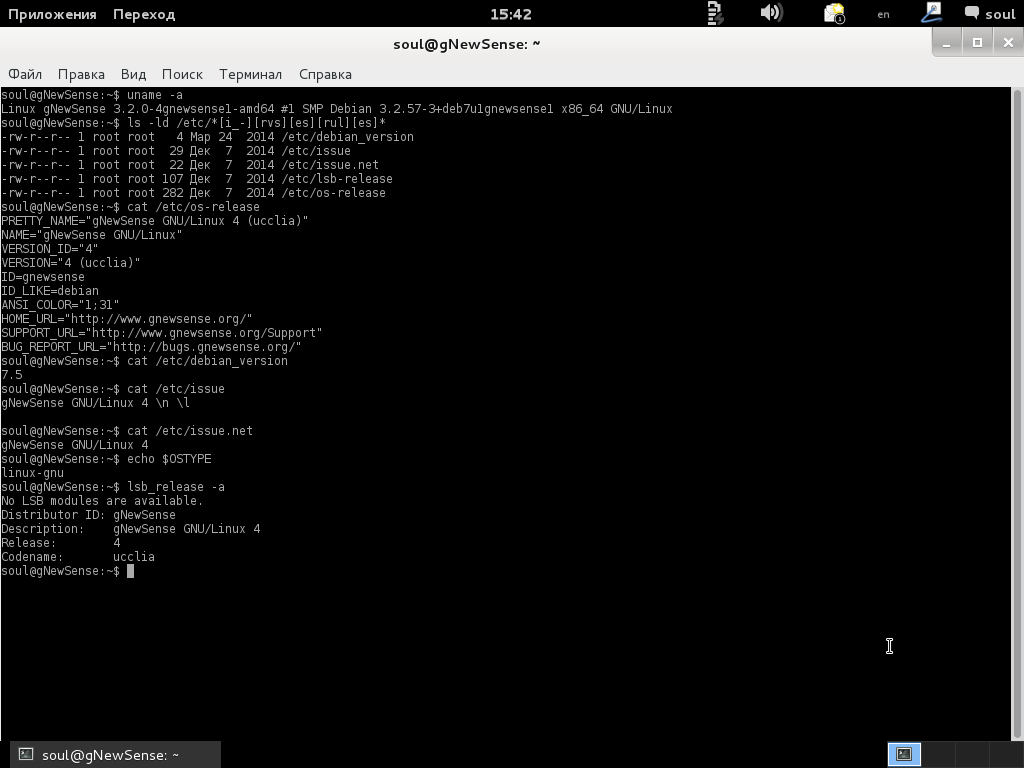 Приложения Переход 15:42 1 en soul
soul@gNewSense: ~
Файл Правка Вид Поиск Терминал Справка
soul@gNewSense:~$ uname -a
Linux gNewSense 3.2.0-4gnewsense1-amd64 #1 SMP Debian 3.2.57-3+deb7u1gnewsense1 x86_64 GNU/Linux
soul@gNewSense:~$ ls -ld /etc/*[i_-][rvs][es][rul][es]*
-rw-r--r-- 1 root root   4 Мар 24  2014 /etc/debian_version
-rw-r--r-- 1 root root  29 Дек  7  2014 /etc/issue
-rw-r--r-- 1 root root  22 Дек  7  2014 /etc/issue.net
-rw-r--r-- 1 root root 107 Дек  7  2014 /etc/lsb-release
-rw-r--r-- 1 root root 282 Дек  7  2014 /etc/os-release
soul@gNewSense:~$ cat /etc/os-release
PRETTY_NAME="gNewSense GNU/Linux 4 (ucclia)"
NAME="gNewSense GNU/Linux"
VERSION_ID="4"
VERSION="4 (ucclia)"
ID=gnewsense
ID_LIKE=debian
ANSI_COLOR="1;31"
HOME_URL="http://www.gnewsense.org/"
SUPPORT_URL="http://www.gnewsense.org/Support"
BUG_REPORT_URL="http://bugs.gnewsense.org/"
soul@gNewSense:~$ cat /etc/debian_version
7.5
soul@gNewSense:~$ cat /etc/issue
gNewSense GNU/Linux 4 \n \l
soul@gNewSense:~$ cat /etc/issue.net
gNewSense GNU/Linux 4
soul@gNewSense:~$ echo $OSTYPE
linux-gnu
soul@gNewSense:~$ lsb_release -a
No LSB modules are available.
Distributor ID: gNewSense
Description:    gNewSense GNU/Linux 4
Release:        4
Codename:       ucclia
soul@gNewSense:~$
soul@gNewSense: ~